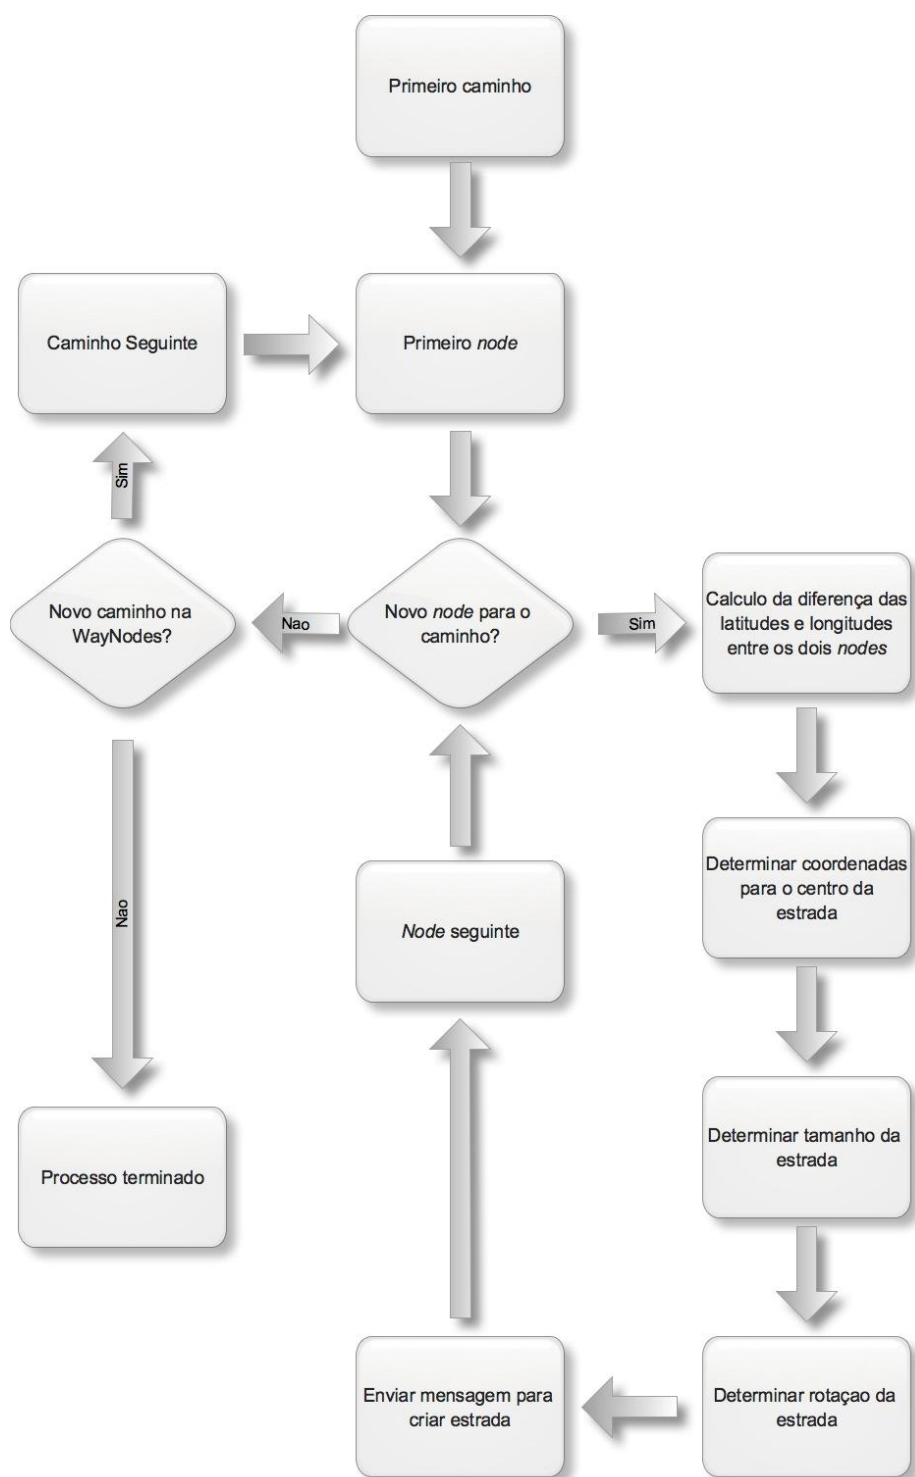 Primeiro caminho
Caminho Seguinte
Primeiro node
Sim
Novo caminho na
WayNodes?
Nao
Novo node para o
caminho?
Sim
Calculo da diferença das
latitudes e longitudes
entre os dois nodes
Determinar coordenadas
para o centro da
estrada
Nao
Node seguinte
Determinar tamanho da
estrada
Processo terminado
Enviar mensagem para
criar estrada
Determinar rotaçao da
estrada